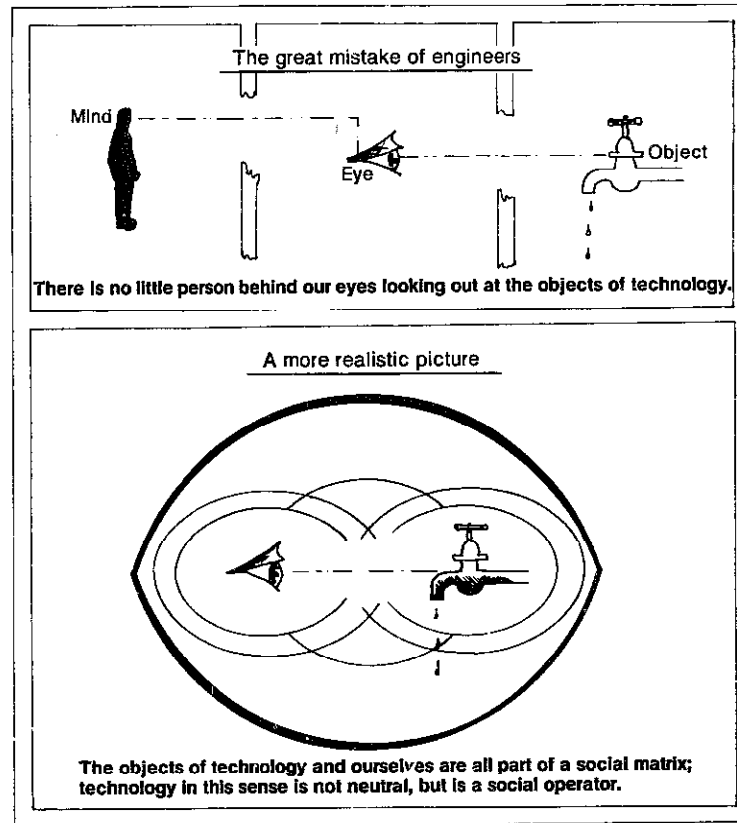 The great mistake of engineers
Mind
Eye
Object
There is no little person behind our eyes looking out at the objects of technology.
A more realistic picture
The objects of technology and ourselves are all part of a social matrix;
technology in this sense is not neutral, but is a social operator.